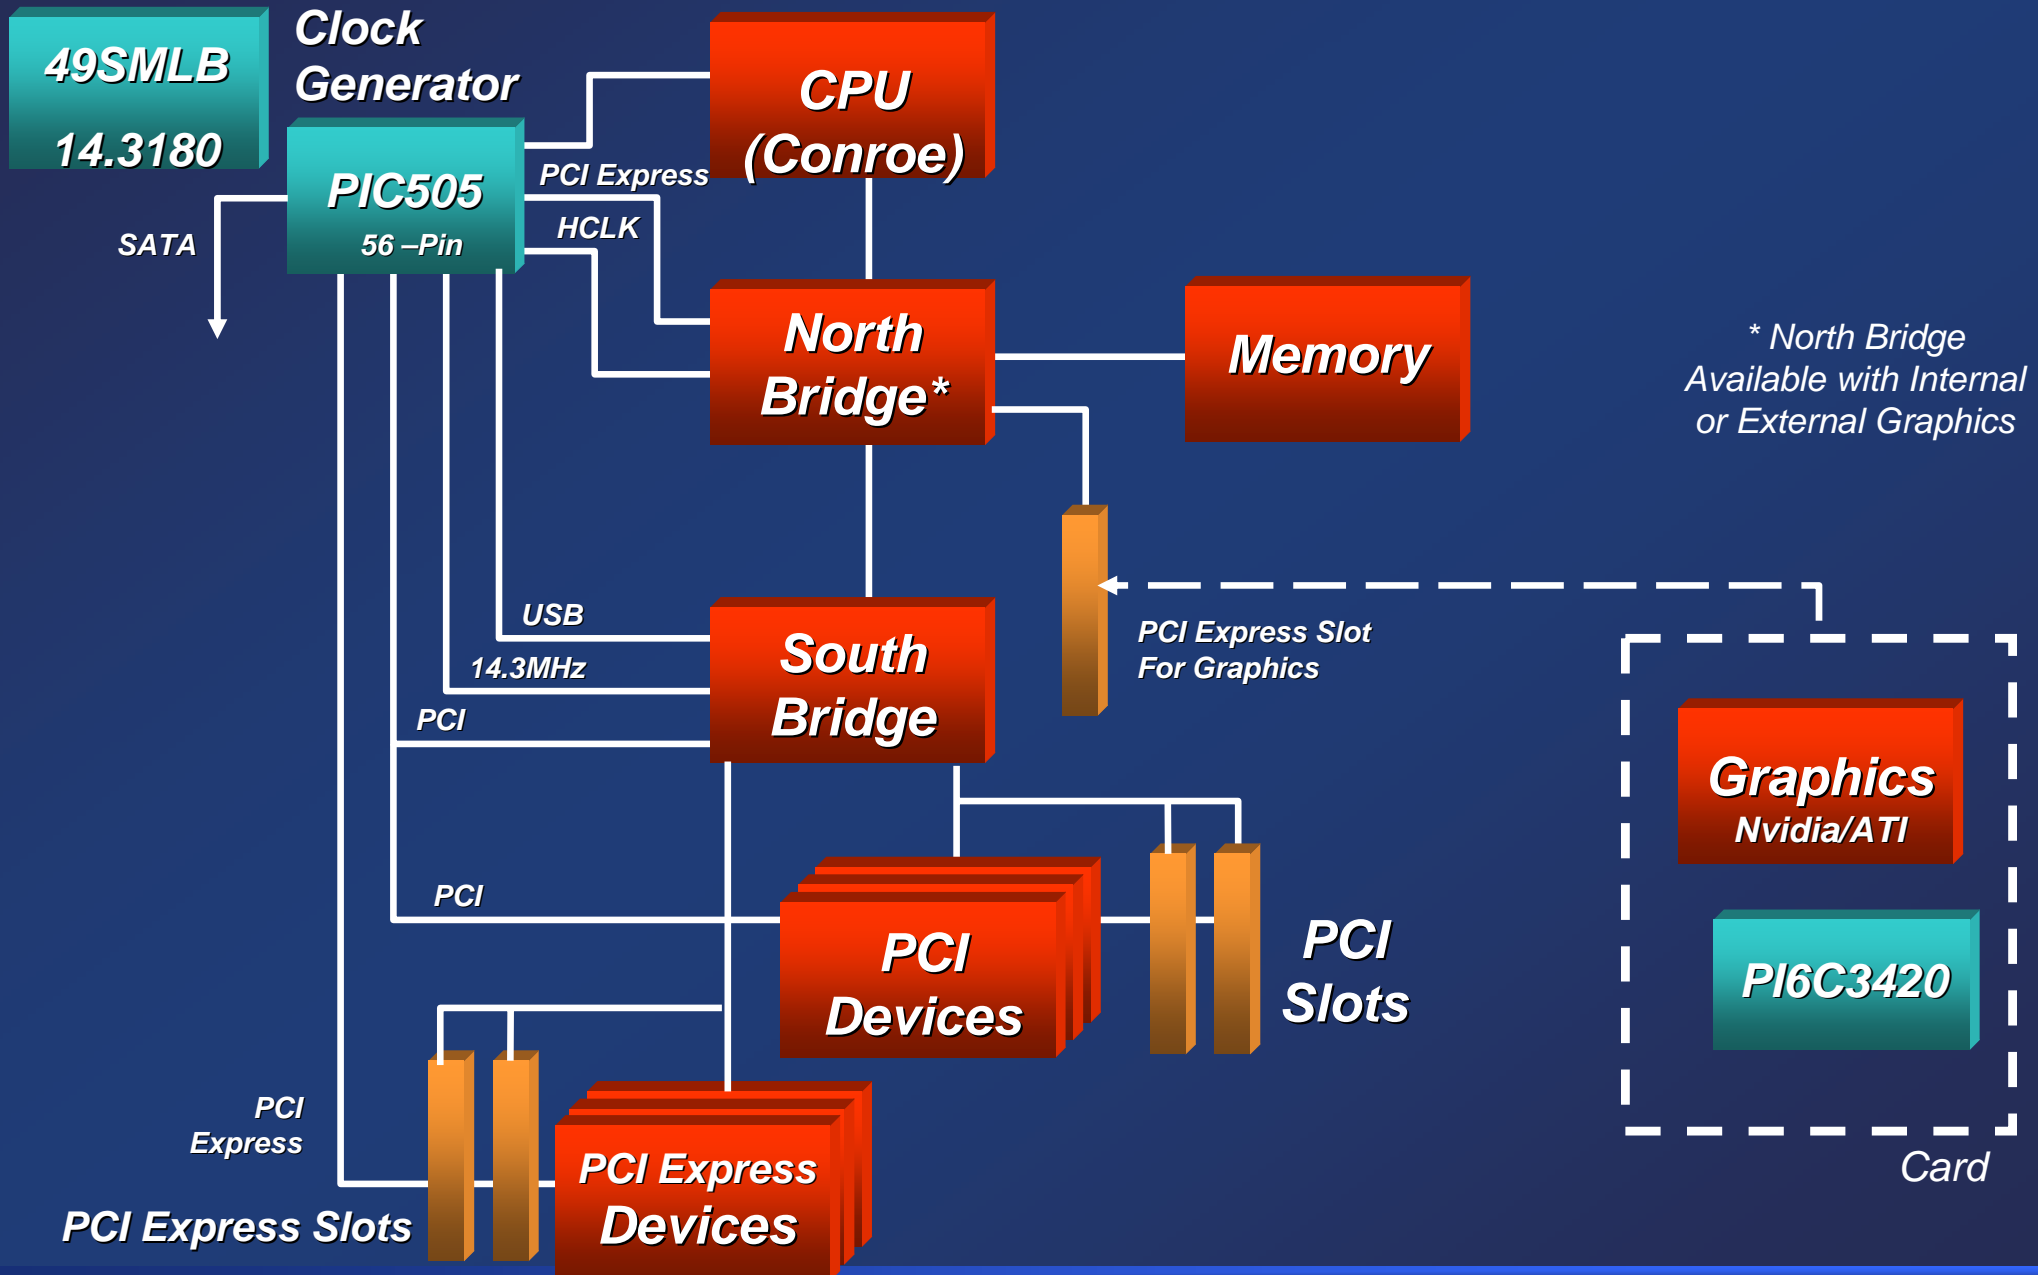 49SMLB
14.3180
Clock
Generator
PIC505
56 –Pin
CPU
(Conroe)
PCI Express
HCLK
SATA
North
Bridge*
Memory
* North Bridge
Available with Internal
or External Graphics
USB
14.3MHz
PCI
South
Bridge
PCI Express Slot
For Graphics
Graphics
Nvidia/ATI
PI6C3420
Card
PCI
PCI
Devices
PCI
Slots
PCI
Express
PCI Express Slots
PCI Express
Devices